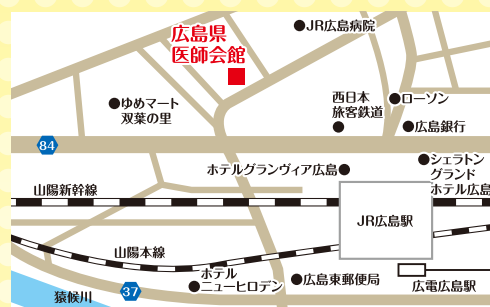 広島県
医師会館
●JR広島病院
●ゆめマート
双葉の里
西日本
旅客鉄道
●
●ローソン
●広島銀行
84
ホテルグランヴィア広島●
●シェラトン
グランド
ホテル広島
山陽新幹線
JR広島駅
山陽本線
ホテル
●ニューヒロデン
●広島東郵便局
広電広島駅
猿候川
37